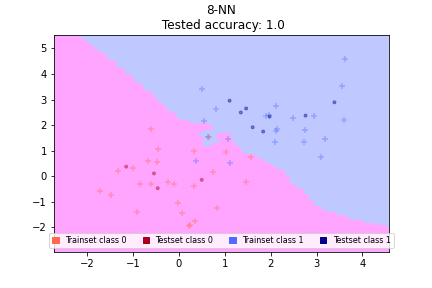 8-NN
Tested accuracy: 1.0
5
4
3
2
1
0
−1
−2
Trainset class 0 Testset class 0 Trainset class 1 Testset class 1
−2 −1 0 1 2 3 4